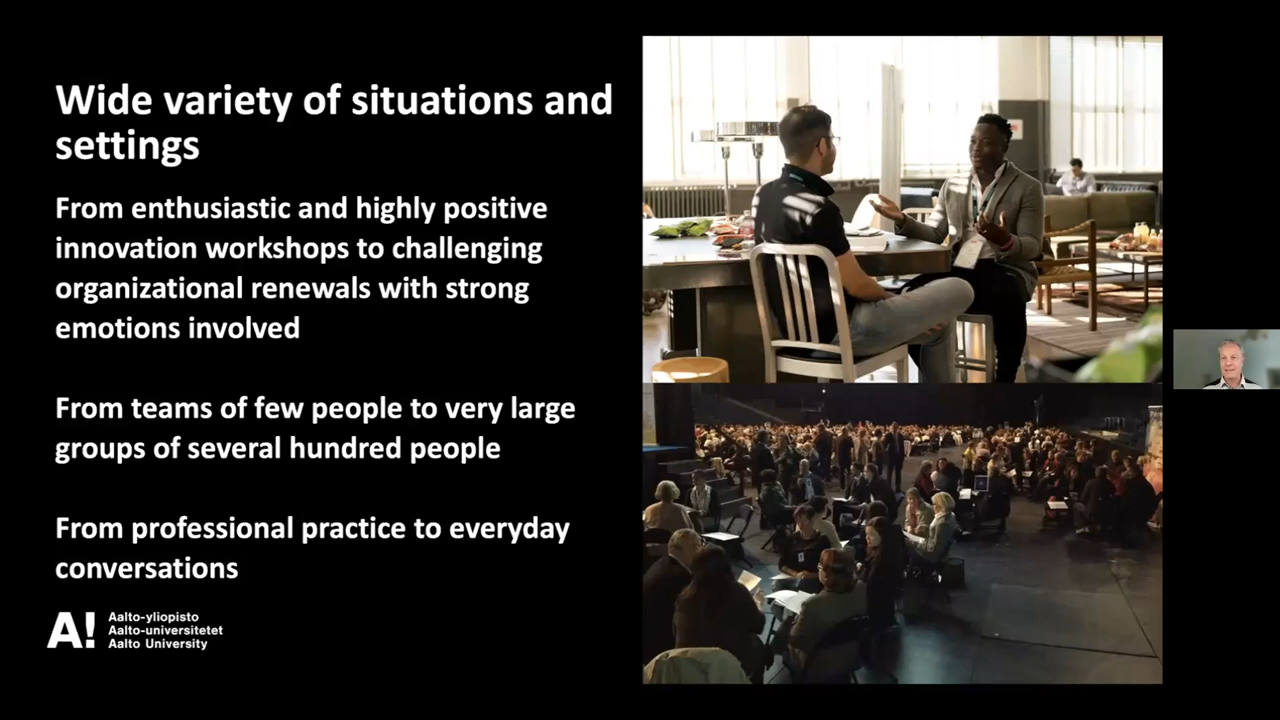 Wide variety of situations and
settings
From enthusiastic and highly positive
innovation workshops to challenging
organizational renewals with strong
emotions involved
From teams of few people to very large
groups of several hundred people
From professional practice to everyday
conversations
A!
Aalto-yliopisto
Aalto-universitetet
Aalto University